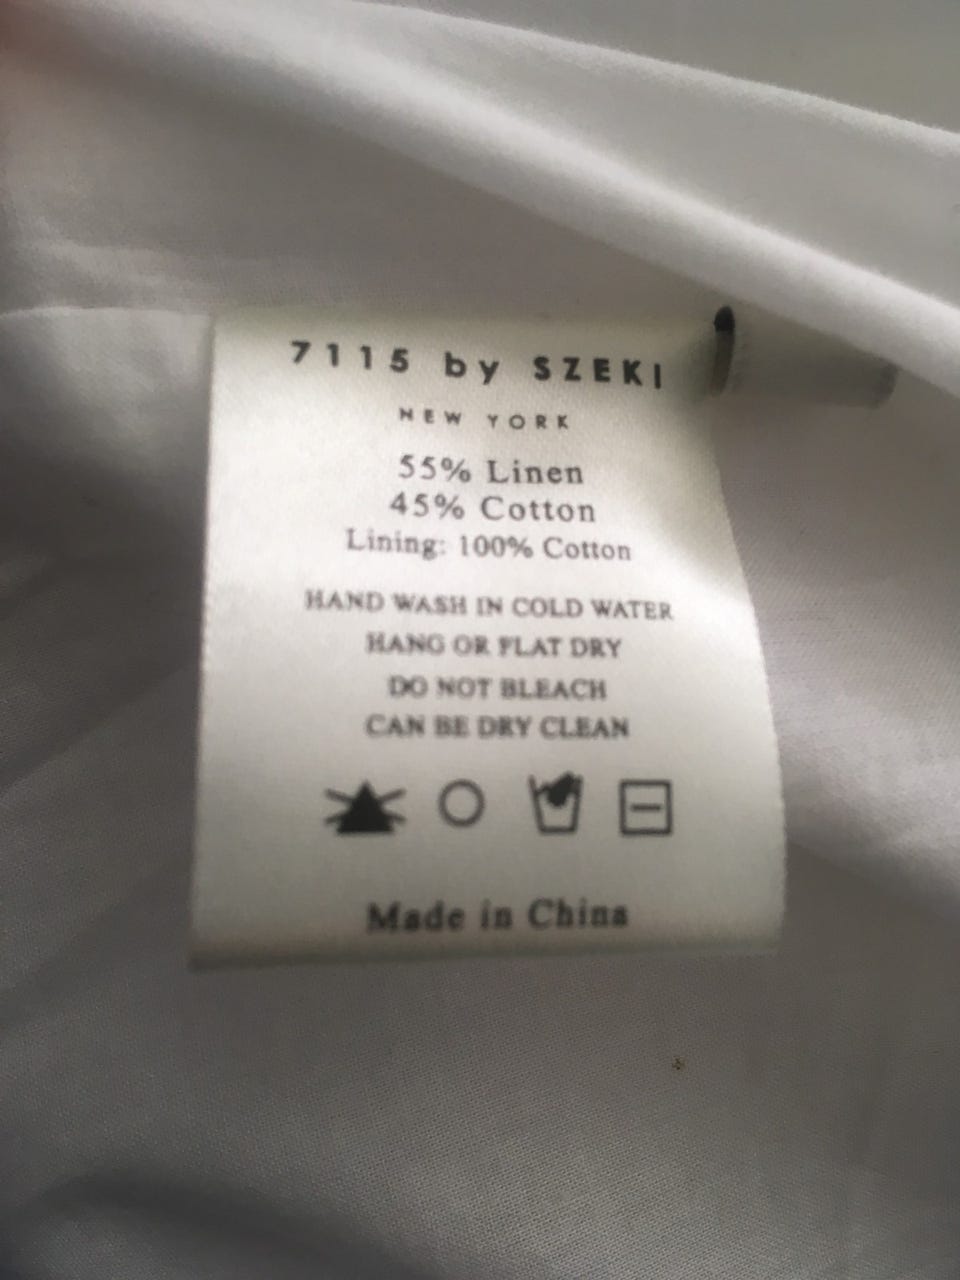 7115 by SZEKI
NEW YORK
55% Linen
45% Cotton
Lining: 100% Cotton
HAND WASH IN COLD WATER
HANG OR FLAT DRY
DO NOT BLEACH
CAN BE DRY CLEAN
Made in China